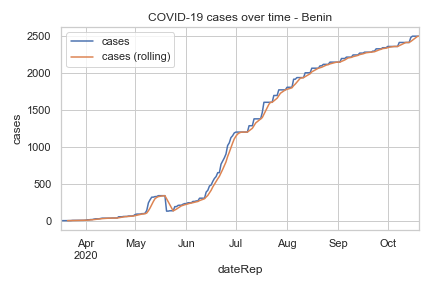 COVID-19 cases over time - Benin
cases
cases (rolling)
2500
2000
1500
1000
500
0
cases
Apr May Jun Jul Aug Sep Oct
2020
dateRep